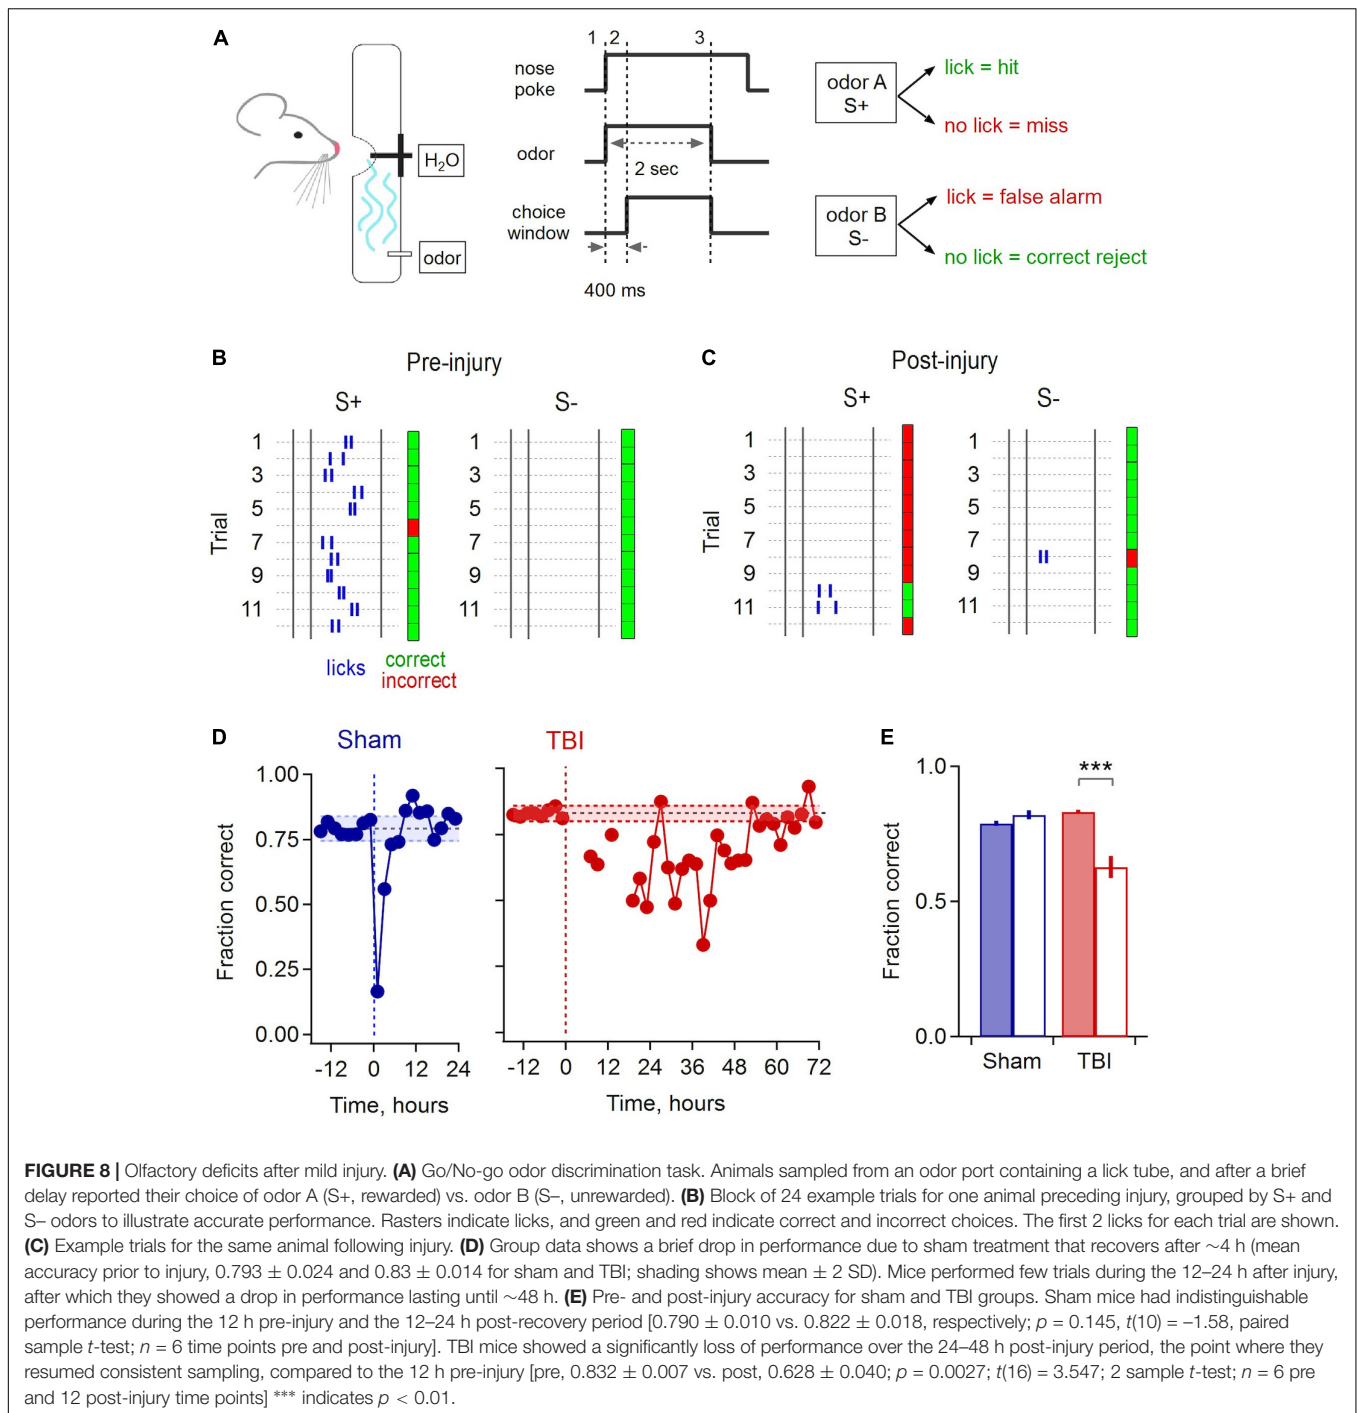 A
nose
poke
1 2 3
odor
2 sec
choice
window
400 ms
H2O
odor
odor A
S+
lick = hit
no lick = miss
odor B
S-
lick = false alarm
no lick = correct reject
B
Pre-injury
S+ S-
Trial
1 1
3 3
5 5
7 7
9 9
11 11
licks
correct
incorrect
C
Post-injury
S+ S-
Trial
1 1
3 3
5 5
7 7
9 9
11 11
D
Sham TBI
Fraction correct
1.00
0.75
0.50
0.25
0.00
-12 0 12 24
Time, hours
-12 0 12 24 36 48 60 72
Time, hours
E
***
Fraction correct
1.0
0.5
0.0
Sham TBI
FIGURE 8 | Olfactory deficits after mild injury. (A) Go/No-go odor discrimination task. Animals sampled from an odor port containing a lick tube, and after a brief
delay reported their choice of odor A (S+, rewarded) vs. odor B (S–, unrewarded). (B) Block of 24 example trials for one animal preceding injury, grouped by S+ and
S– odors to illustrate accurate performance. Rasters indicate licks, and green and red indicate correct and incorrect choices. The first 2 licks for each trial are shown.
(C) Example trials for the same animal following injury. (D) Group data shows a brief drop in performance due to sham treatment that recovers after ∼4 h (mean
accuracy prior to injury, 0.793 ± 0.024 and 0.83 ± 0.014 for sham and TBI; shading shows mean ± 2 SD). Mice performed few trials during the 12–24 h after injury,
after which they showed a drop in performance lasting until ∼48 h. (E) Pre- and post-injury accuracy for sham and TBI groups. Sham mice had indistinguishable
performance during the 12 h pre-injury and the 12–24 h post-recovery period [0.790 ± 0.010 vs. 0.822 ± 0.018, respectively; p = 0.145, t(10) = –1.58, paired
sample t-test; n = 6 time points pre and post-injury]. TBI mice showed a significantly loss of performance over the 24–48 h post-injury period, the point where they
resumed consistent sampling, compared to the 12 h pre-injury [pre, 0.832 ± 0.007 vs. post, 0.628 ± 0.040; p = 0.0027; t(16) = 3.547; 2 sample t-test; n = 6 pre
and 12 post-injury time points] *** indicates p < 0.01.